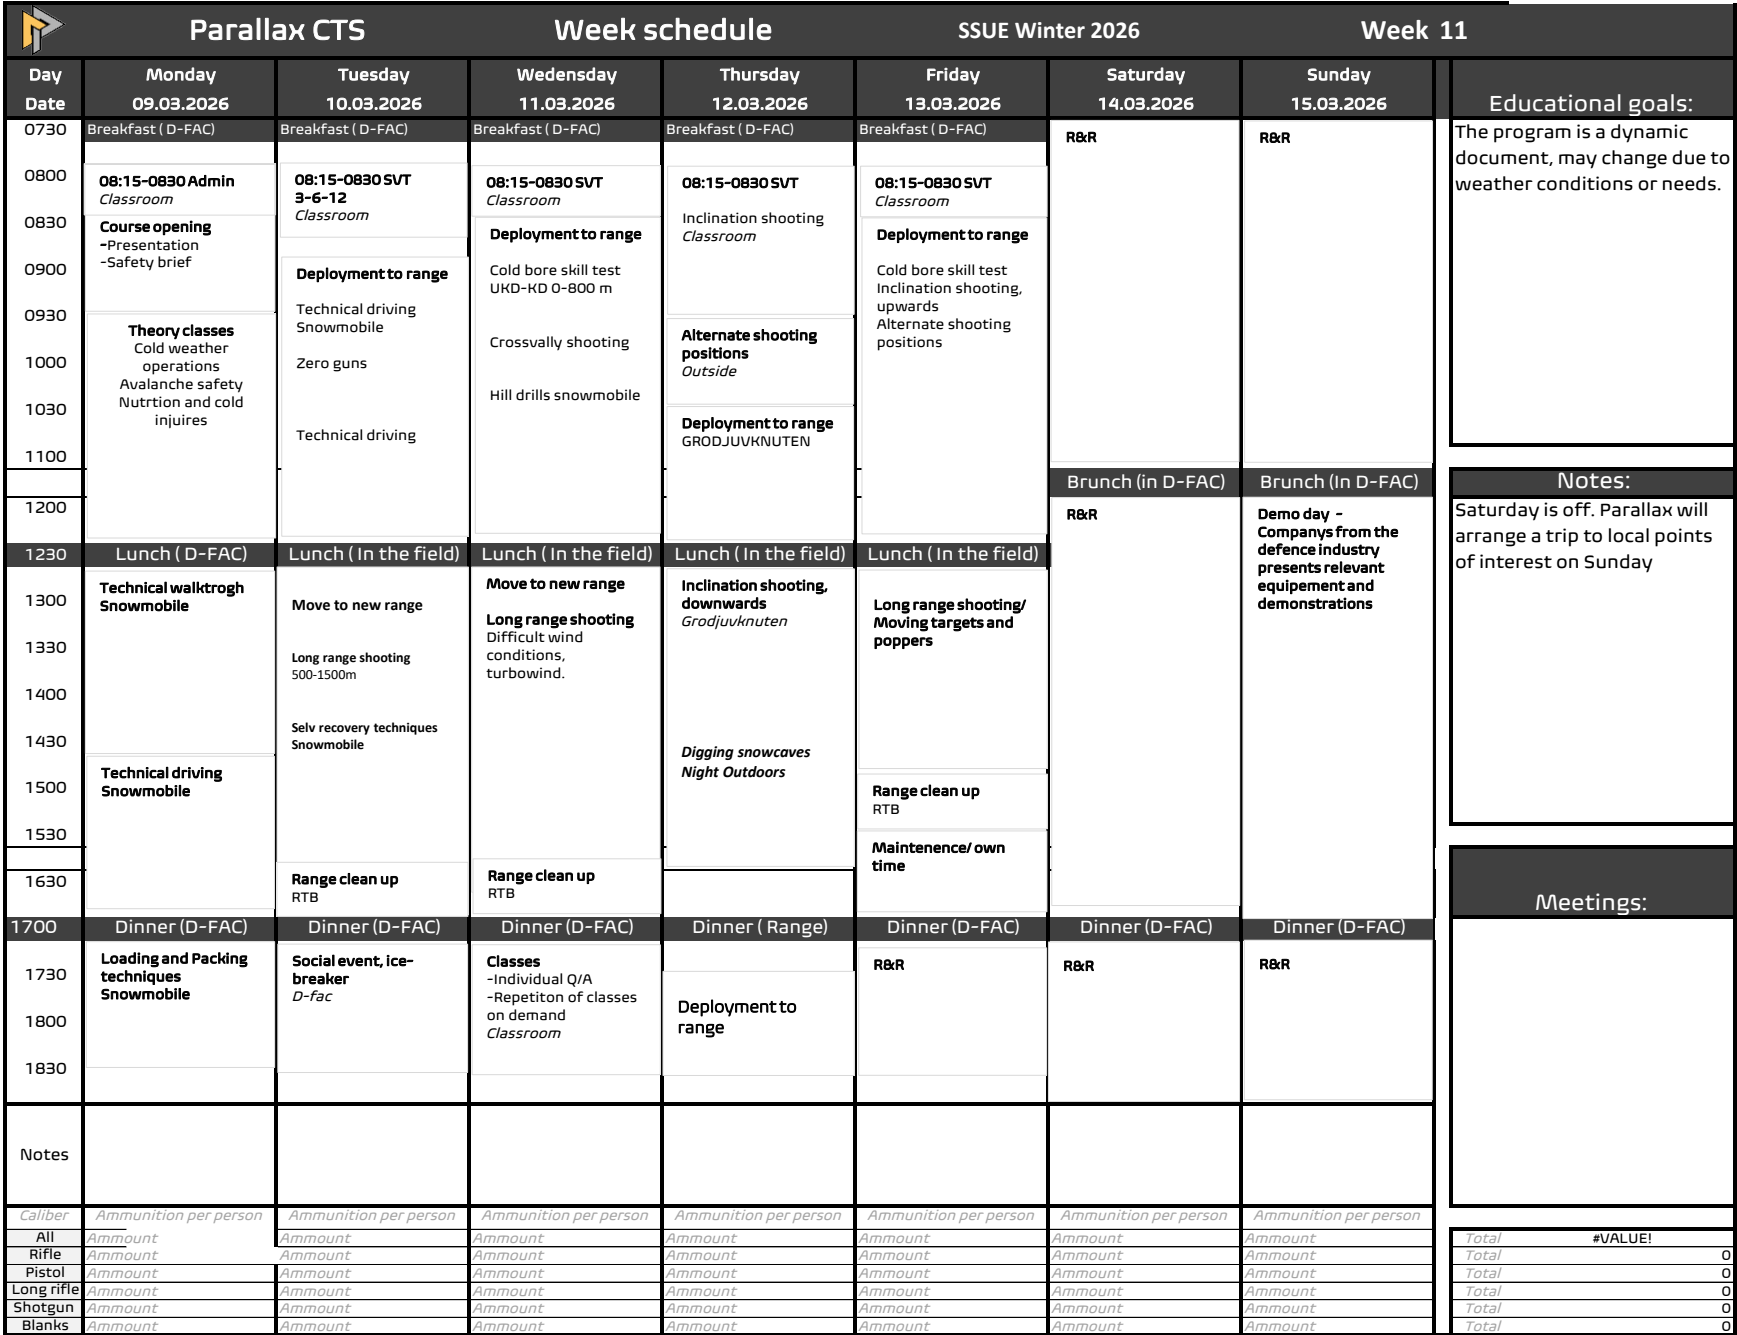 Parallax CTS Week schedule SSUE Winter 2026 Week 11
Day Monday Tuesday Wedensday Thursday Friday Saturday Sunday
Date 09.03.2026 10.03.2026 11.03.2026 12.03.2026 13.03.2026 14.03.2026 15.03.2026
0730
0800
0830
0900
0930
1000
1030
1100
1200
1230
1300
1330
1400
1430
1500
1530
1630
1700
1730
1800
1830
Breakfast ( D-FAC)
08:15-0830 Admin
Classroom
Course opening
-Presentation
-Safety brief
Theory classes
Cold weather
operations
Avalanche safety
Nutrtion and cold
injuires
Lunch ( D-FAC)
Technical walktrogh
Snowmobile
Technical driving
Snowmobile
Dinner (D-FAC)
Loading and Packing
techniques
Snowmobile
Breakfast ( D-FAC)
08:15-0830 SVT
3-6-12
Classroom
Deployment to range
Technical driving
Snowmobile
Zero guns
Technical driving
Lunch ( In the field)
Move to new range
Long range shooting
500-1500m
Selv recovery techniques
Snowmobile
Range clean up
RTB
Dinner (D-FAC)
Social event, ice-
breaker
D-fac
Breakfast ( D-FAC)
08:15-0830 SVT
Classroom
Deployment to range
Cold bore skill test
UKD-KD 0-800 m
Crossvally shooting
Hill drills snowmobile
Lunch ( In the field)
Move to new range
Long range shooting
Difficult wind
conditions,
turbowind.
Range clean up
RTB
Dinner (D-FAC)
Classes
-Individual Q/A
-Repetiton of classes
on demand
Classroom
Breakfast ( D-FAC)
08:15-0830 SVT
Inclination shooting
Classroom
Alternate shooting
positions
Outside
Deployment to range
GRODJUVKNUTEN
Lunch ( In the field)
Inclination shooting,
downwards
Grodjuvknuten
Digging snowcaves
Night Outdoors
Dinner ( Range)
Deployment to
range
Breakfast ( D-FAC)
08:15-0830 SVT
Classroom
Deployment to range
Cold bore skill test
Inclination shooting,
upwards
Alternate shooting
positions
Lunch ( In the field)
Long range shooting/
Moving targets and
poppers
Range clean up
RTB
Maintenence/ own
time
Dinner (D-FAC)
R&R
R&R
Brunch (in D-FAC)
R&R
Dinner (D-FAC)
R&R
R&R
Brunch (In D-FAC)
Demo day -
Companys from the
defence industry
presents relevant
equipement and
demonstrations
Dinner (D-FAC)
R&R
Educational goals:
The program is a dynamic
document, may change due to
weather conditions or needs.
Notes:
Saturday is off. Parallax will
arrange a trip to local points
of interest on Sunday
Meetings:
Notes
Caliber Ammunition per person Ammunition per person Ammunition per person Ammunition per person Ammunition per person Ammunition per person Ammunition per person
All Ammount Ammount Ammount Ammount Ammount Ammount Ammount Total #VALUE!
Rifle Ammount Ammount Ammount Ammount Ammount Ammount Ammount Total 0
Pistol Ammount Ammount Ammount Ammount Ammount Ammount Ammount Total 0
Long rifle Ammount Ammount Ammount Ammount Ammount Ammount Ammount Total 0
Shotgun Ammount Ammount Ammount Ammount Ammount Ammount Ammount Total 0
Blanks Ammount Ammount Ammount Ammount Ammount Ammount Ammount Total 0